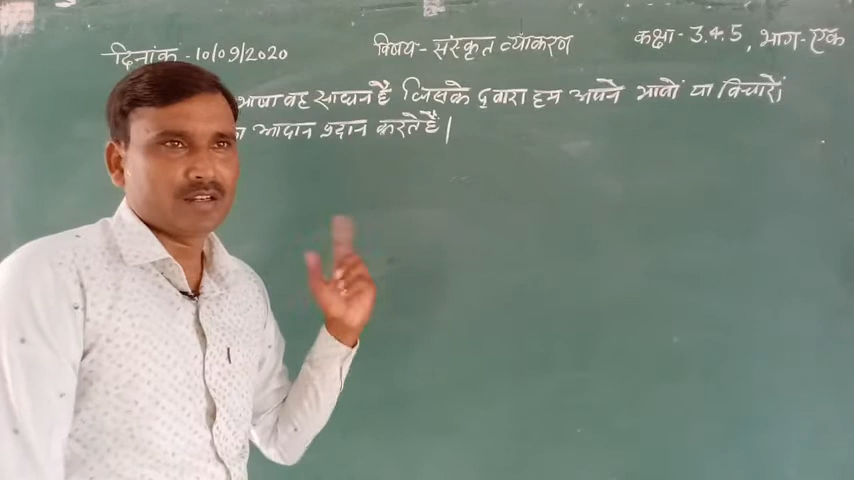 दिनांक - 10/09/2020 विषय - संस्कृत व्याकरण कक्षा - 3.4.5, भाग - एक
भाषा वह साधन है जिसके द्वारा हम अपने भावों या विचारों
आदान प्रदान करते है।